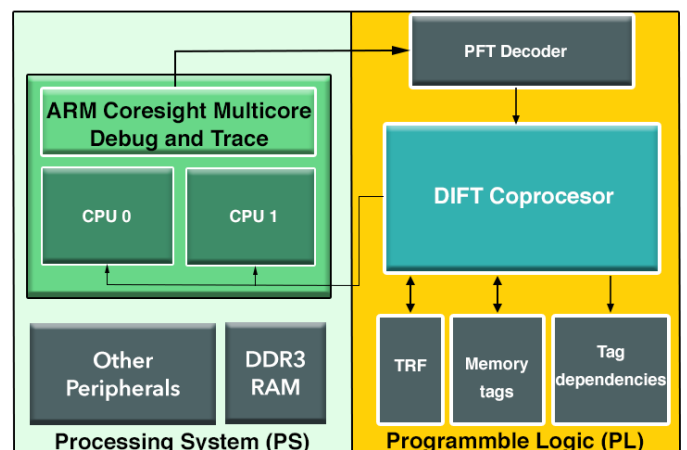 PFT Decoder
ARM Coresight Multicore
Debug and Trace
CPU 0
CPU 1
DIFT Coprocesor
Other
Peripherals
DDR3
RAM
TRF
Memory
tags
Tag
dependencies
Processing System (PS)
Programmble Logic (PL)